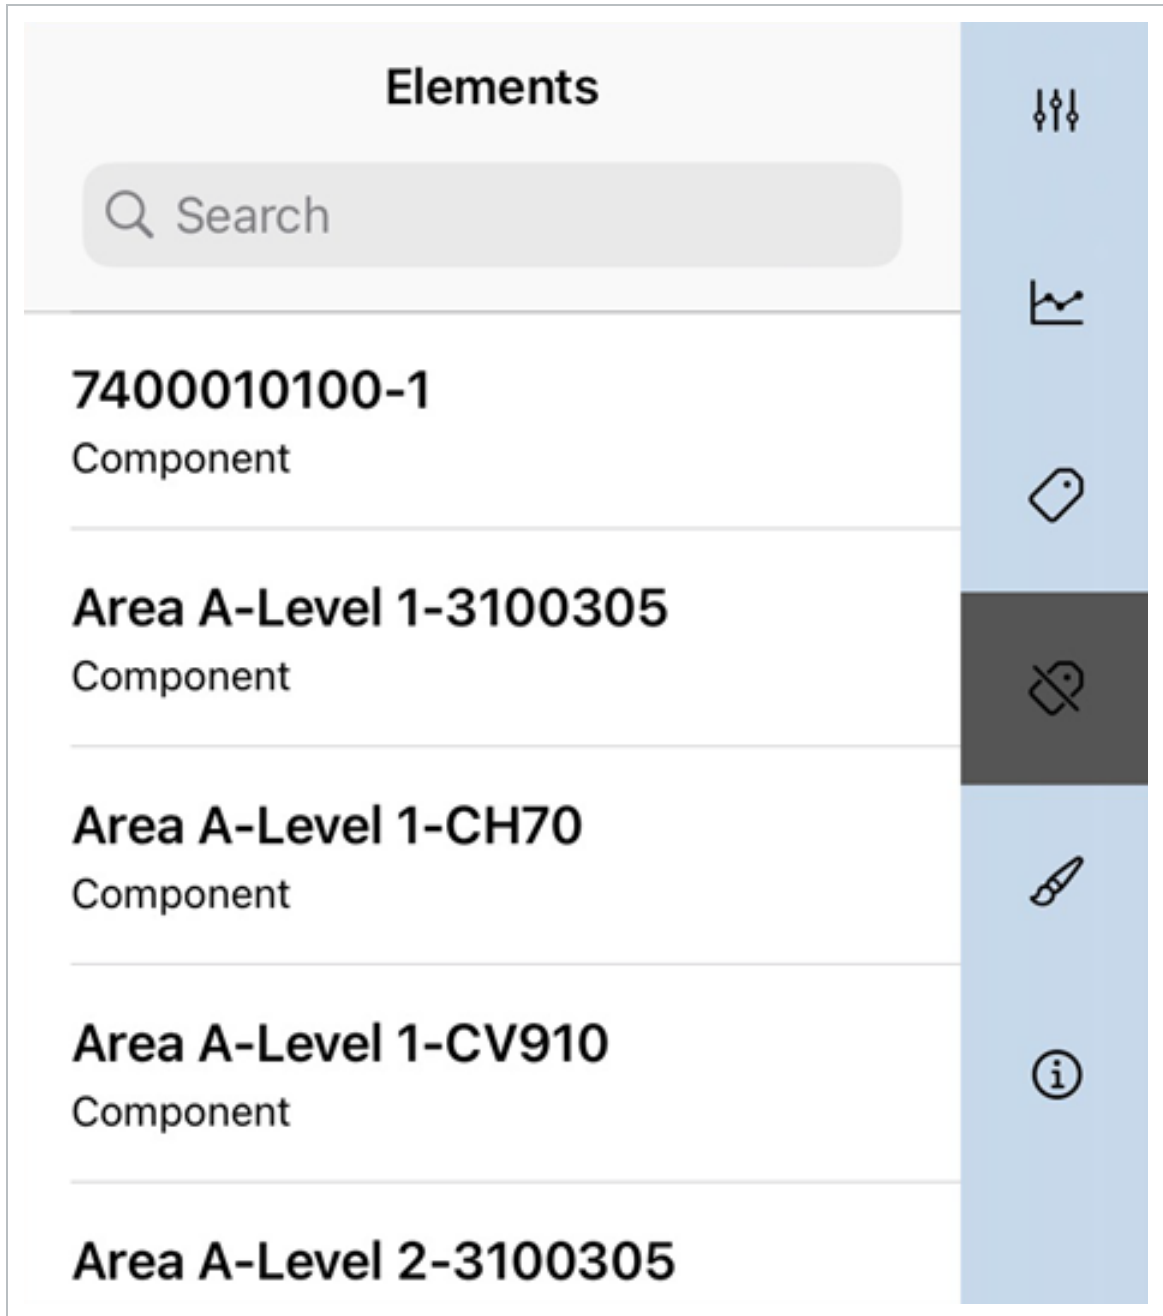 Elements
Search
7400010100-1
Component
Area A-Level 1-3100305
Component
Area A-Level 1-CH70
Component
Area A-Level 1-CV910
Component
Area A-Level 2-3100305